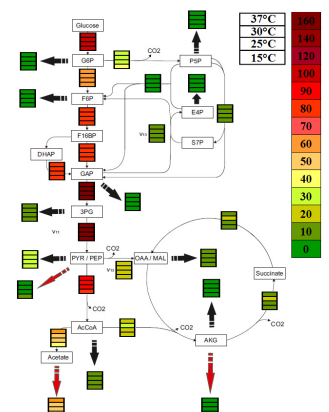 37°C
30°C
25°C
15°C
160
140
120
100
90
80
70
60
50
40
30
20
10
0
Glucose
CO2
G6P
P5P
F6P
E4P
F16BP
S7P
DHAP
GAP
3PG
CO2
PYR / PEP
OAA / MAL
Succinate
CO2
AcCoA
CO2
CO2
AKG
Acetate